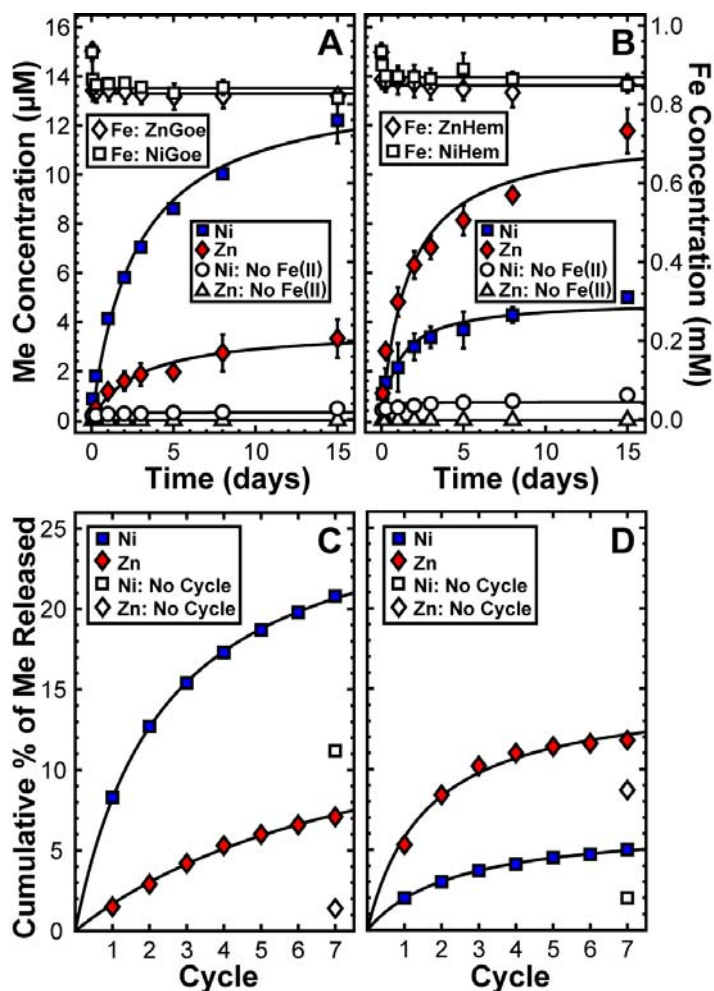 A
B
16
14
12
10
8
6
4
2
0
Me Concentration (µM)
Fe: ZnGoe
Fe: NiGoe
Ni
Zn
Ni: No Fe(II)
Zn: No Fe(II)
0 5 10 15
Time (days)
Fe: ZnHem
Fe: NiHem
Ni
Zn
Ni: No Fe(II)
Zn: No Fe(II)
0 5 10 15
Time (days)
1.0
0.8
0.6
0.4
0.2
0.0
Fe Concentration (mM)
C
D
25
20
15
10
5
0
Cumulative % of Me Released
Ni
Zn
Ni: No Cycle
Zn: No Cycle
1 2 3 4 5 6 7
Cycle
Ni
Zn
Ni: No Cycle
Zn: No Cycle
1 2 3 4 5 6 7
Cycle